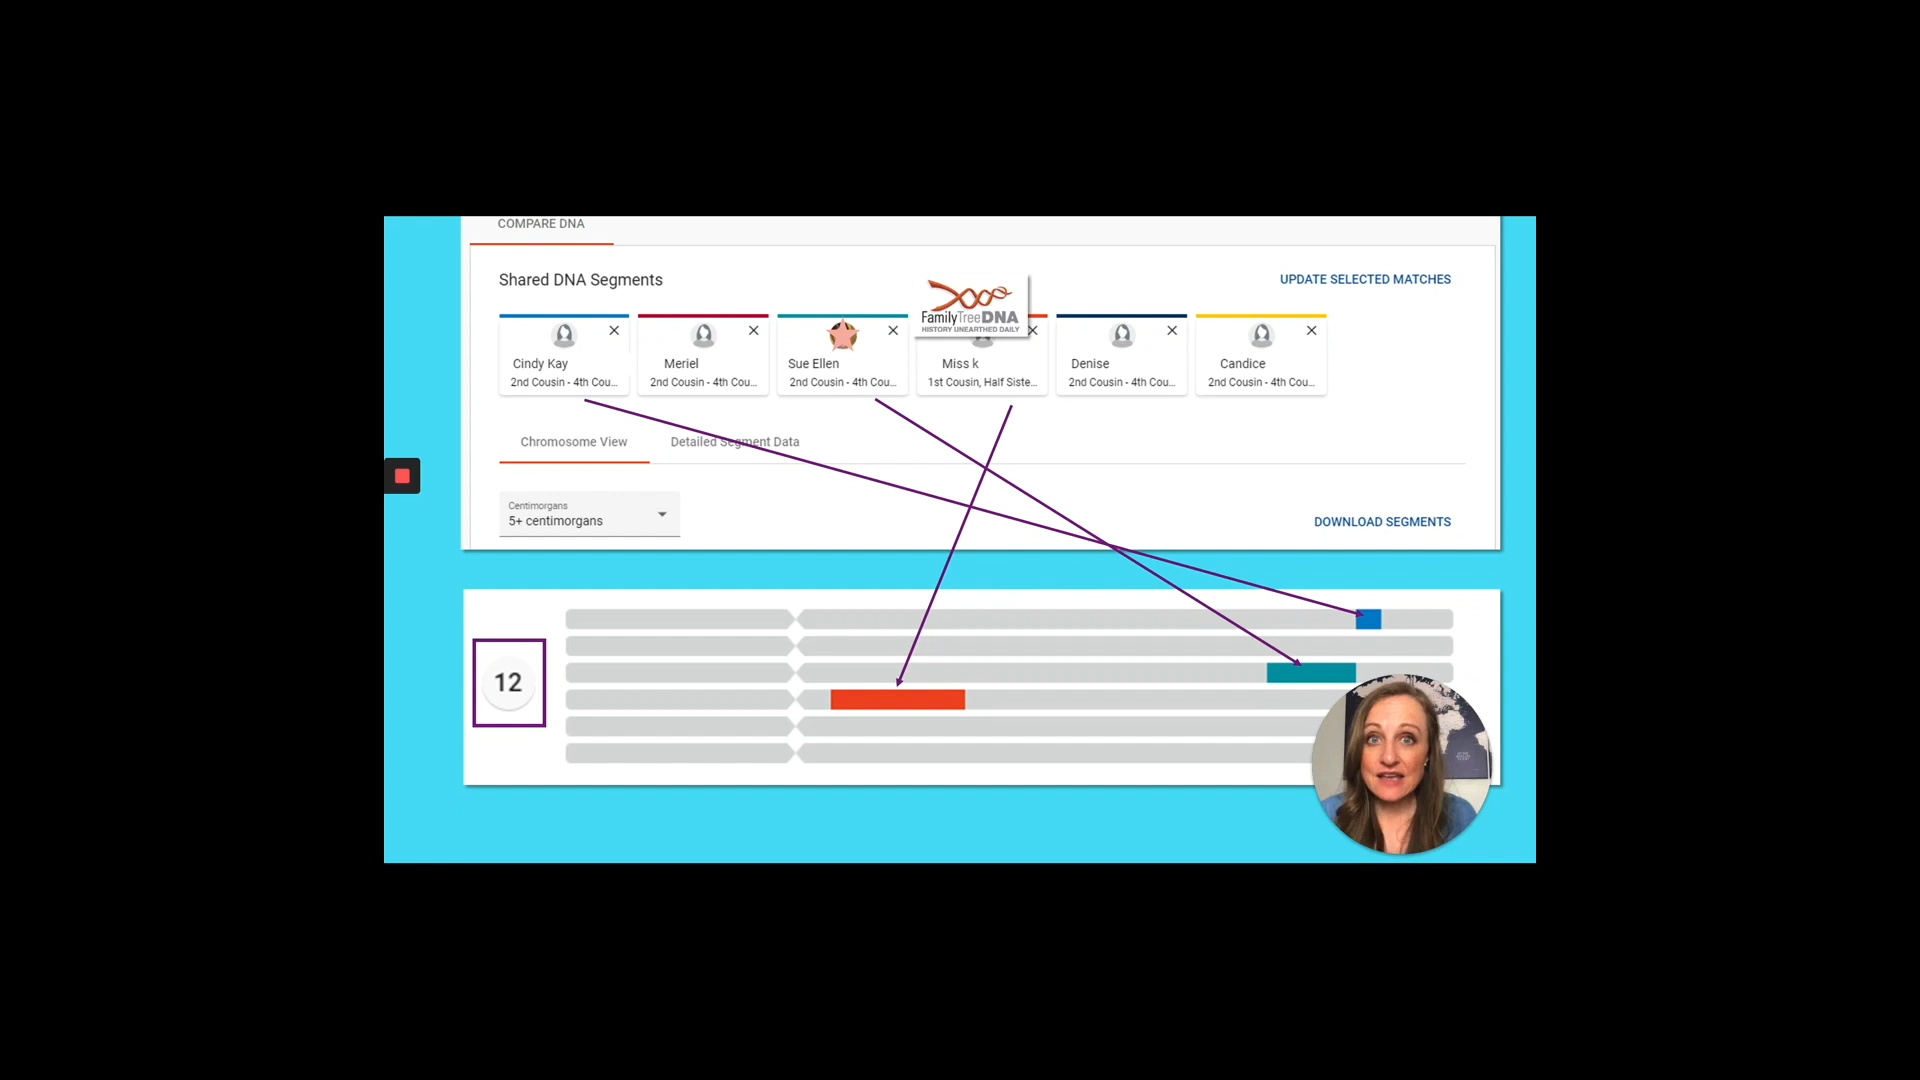 COMPARE DNA
Shared DNA Segments
UPDATE SELECTED MATCHES
FamilyTreeDNA
HISTORY UNEARTHED DAILY
Cindy Kay
2nd Cousin - 4th Cou...
Meriel
2nd Cousin - 4th Cou...
Sue Ellen
2nd Cousin - 4th Cou...
Miss k
1st Cousin, Half Siste...
Denise
2nd Cousin - 4th Cou...
Candice
2nd Cousin - 4th Cou...
Chromosome View
Detailed Segment Data
Centimorgans
5+ centimorgans
DOWNLOAD SEGMENTS
12